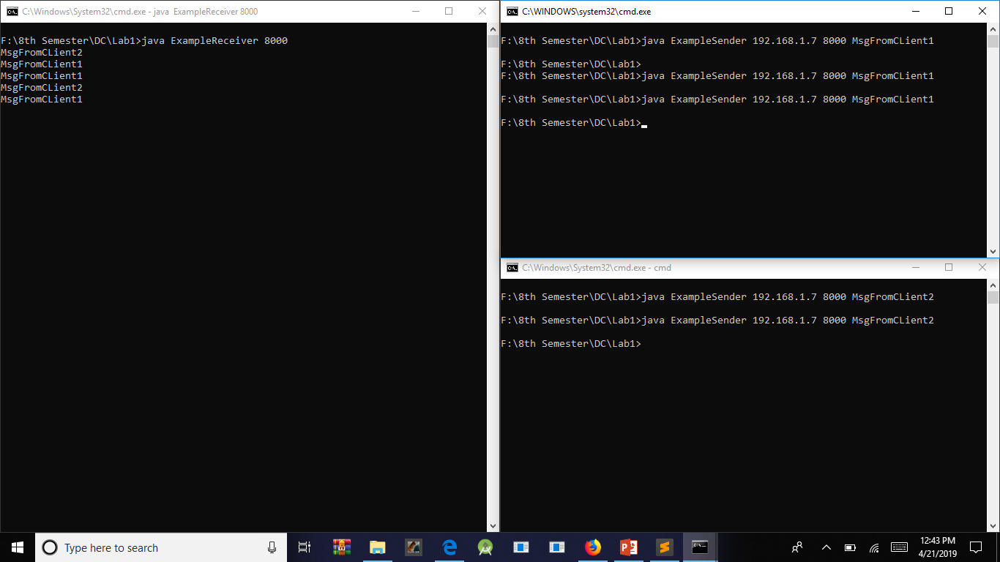 C:\Windows\System32\cmd.exe - java  ExampleReceiver 8000
F:\8th Semester\DC\Lab1>java ExampleReceiver 8000
MsgFromCLient2
MsgFromCLient1
MsgFromCLient1
MsgFromCLient2
MsgFromCLient1
C:\WINDOWS\system32\cmd.exe
F:\8th Semester\DC\Lab1>java ExampleSender 192.168.1.7 8000 MsgFromCLient1
F:\8th Semester\DC\Lab1>
F:\8th Semester\DC\Lab1>java ExampleSender 192.168.1.7 8000 MsgFromCLient1
F:\8th Semester\DC\Lab1>java ExampleSender 192.168.1.7 8000 MsgFromCLient1
F:\8th Semester\DC\Lab1>
C:\Windows\System32\cmd.exe - cmd
F:\8th Semester\DC\Lab1>java ExampleSender 192.168.1.7 8000 MsgFromCLient2
F:\8th Semester\DC\Lab1>java ExampleSender 192.168.1.7 8000 MsgFromCLient2
F:\8th Semester\DC\Lab1>
Type here to search
12:43 PM
4/21/2019